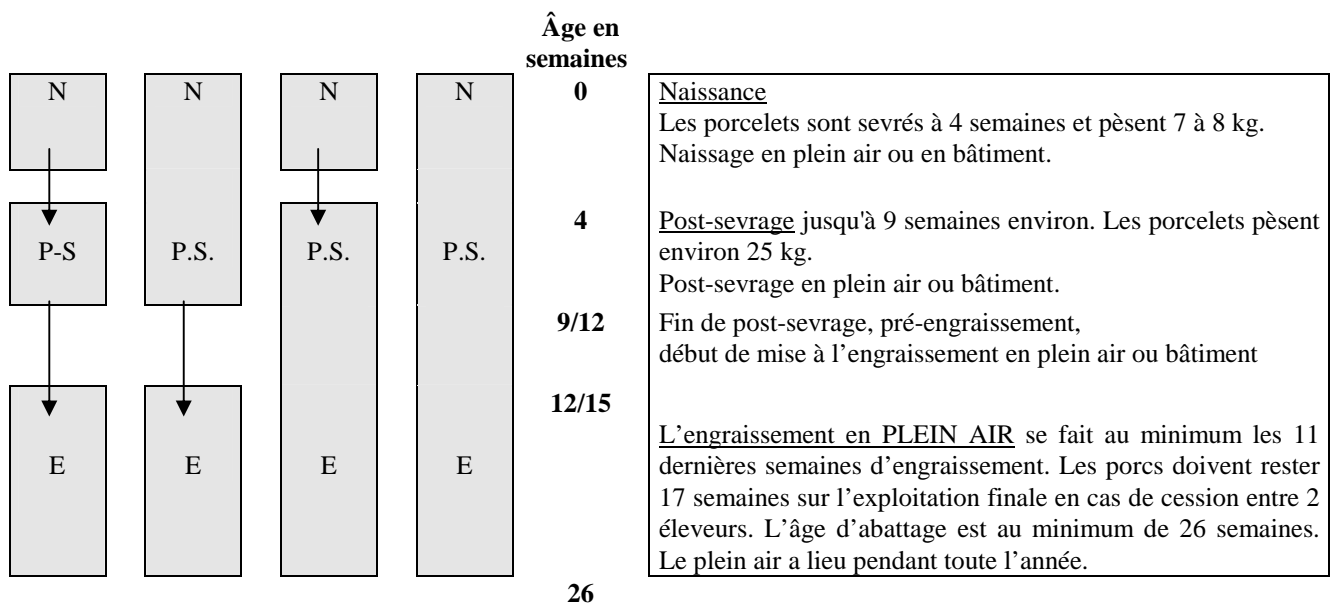 Âge en
semaines
N N N N 0 Naissance
Les porcelets sont sevrés à 4 semaines et pèsent 7 à 8 kg.
Naissage en plein air ou en bâtiment.
4 Post-sevrage jusqu'à 9 semaines environ. Les porcelets pèsent
P-S P.S. P.S. P.S. environ 25 kg.
Post-sevrage en plein air ou bâtiment.
9/12 Fin de post-sevrage, pré-engraissement,
début de mise à l’engraissement en plein air ou bâtiment
12/15
L’engraissement en PLEIN AIR se fait au minimum les 11
E E E E dernières semaines d’engraissement. Les porcs doivent rester
17 semaines sur l’exploitation finale en cas de cession entre 2
éleveurs. L’âge d’abattage est au minimum de 26 semaines.
Le plein air a lieu pendant toute l’année.
26